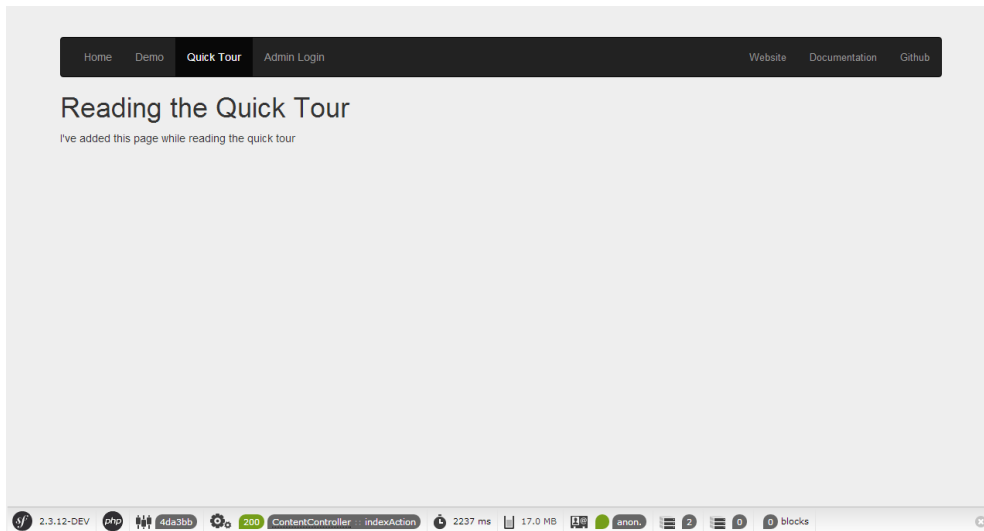 Home Demo Quick Tour Admin Login Website Documentation Github
Reading the Quick Tour
I've added this page while reading the quick tour
sf 2.3.12-DEV php 4da3bb 200 ContentController :: indexAction 2237 ms 17.0 MB anon. 2 0 0 blocks